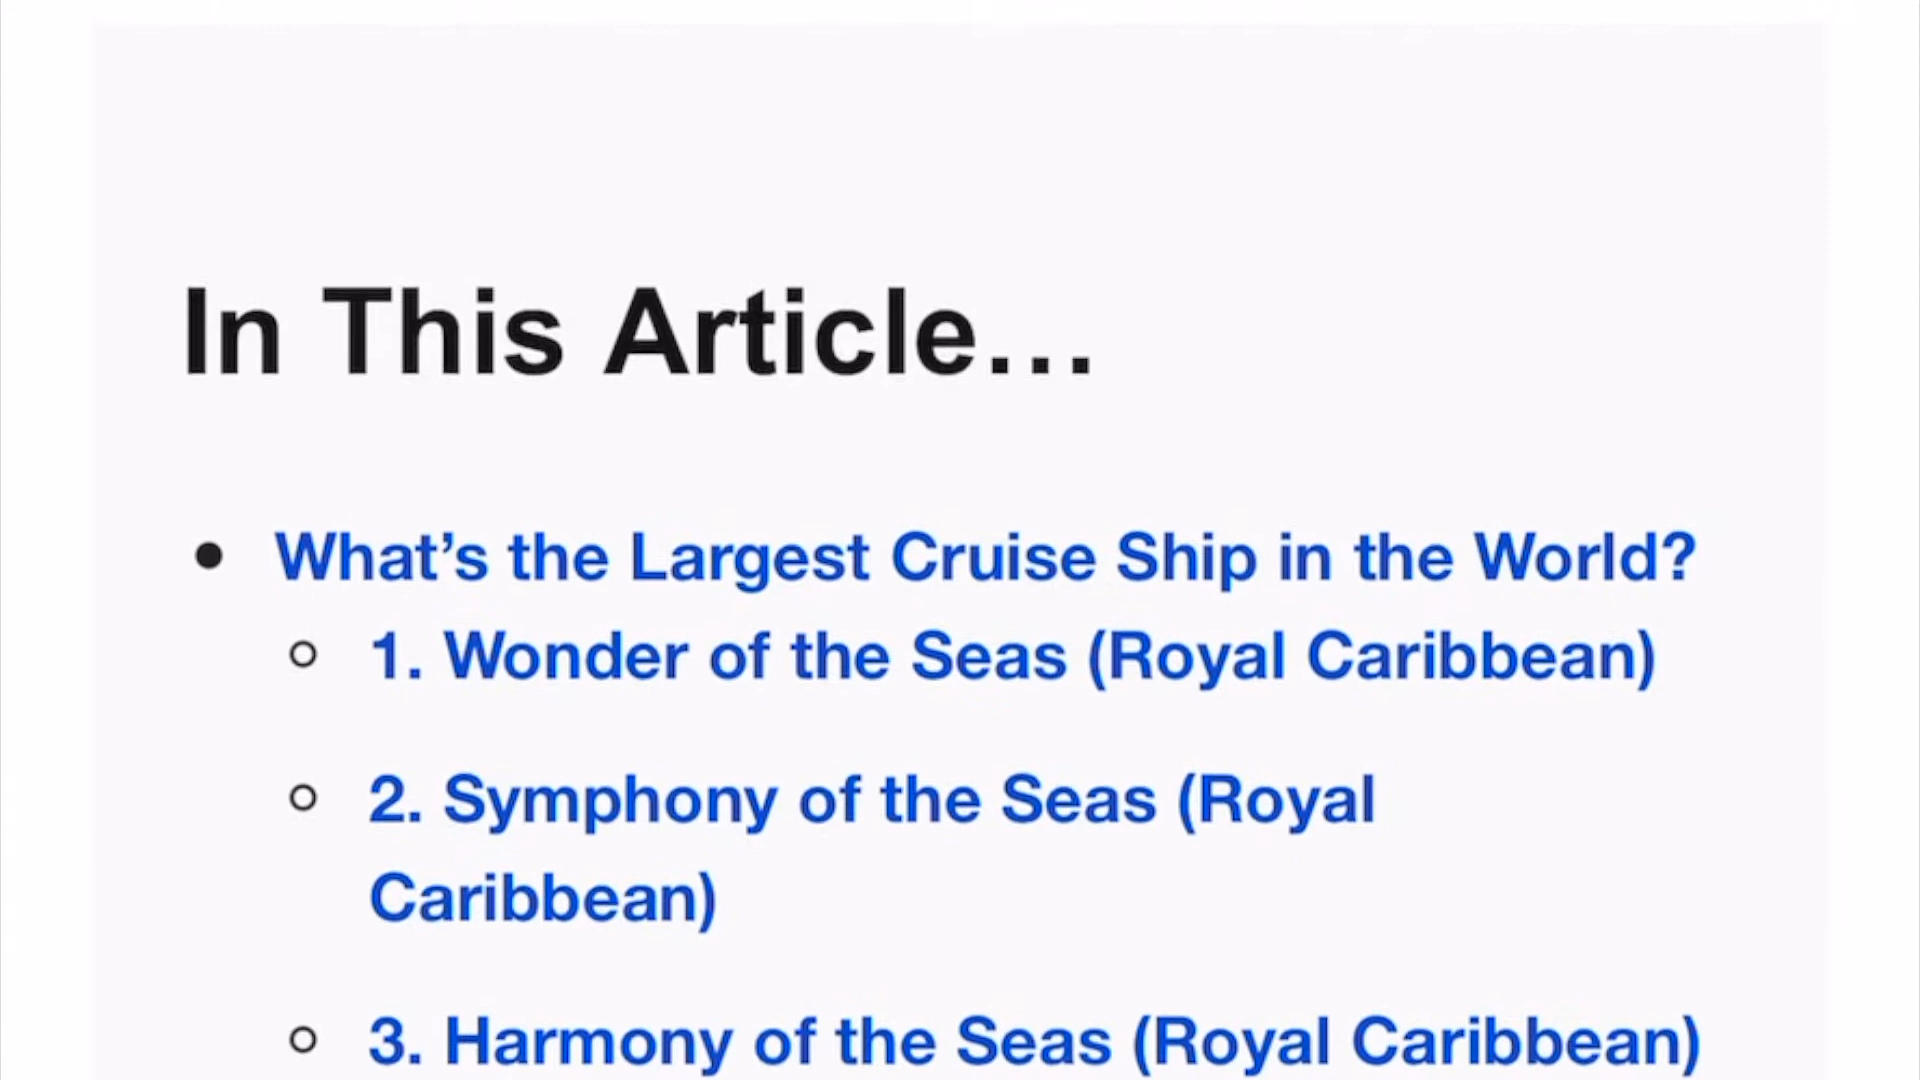 In This Article…
What’s the Largest Cruise Ship in the World?
1. Wonder of the Seas (Royal Caribbean)
2. Symphony of the Seas (Royal
Caribbean)
3. Harmony of the Seas (Royal Caribbean)